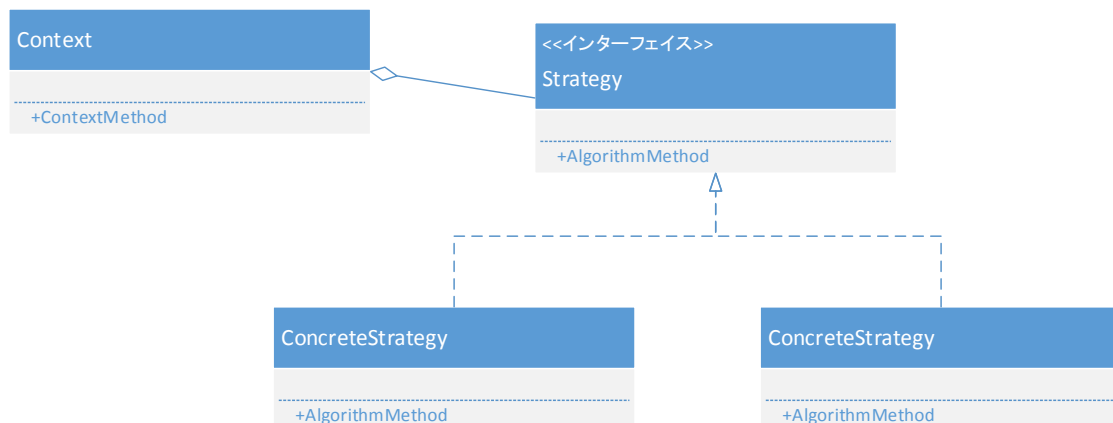 Context
+ContextMethod
<<インターフェイス>>
Strategy
+AlgorithmMethod
ConcreteStrategy
+AlgorithmMethod
ConcreteStrategy
+AlgorithmMethod